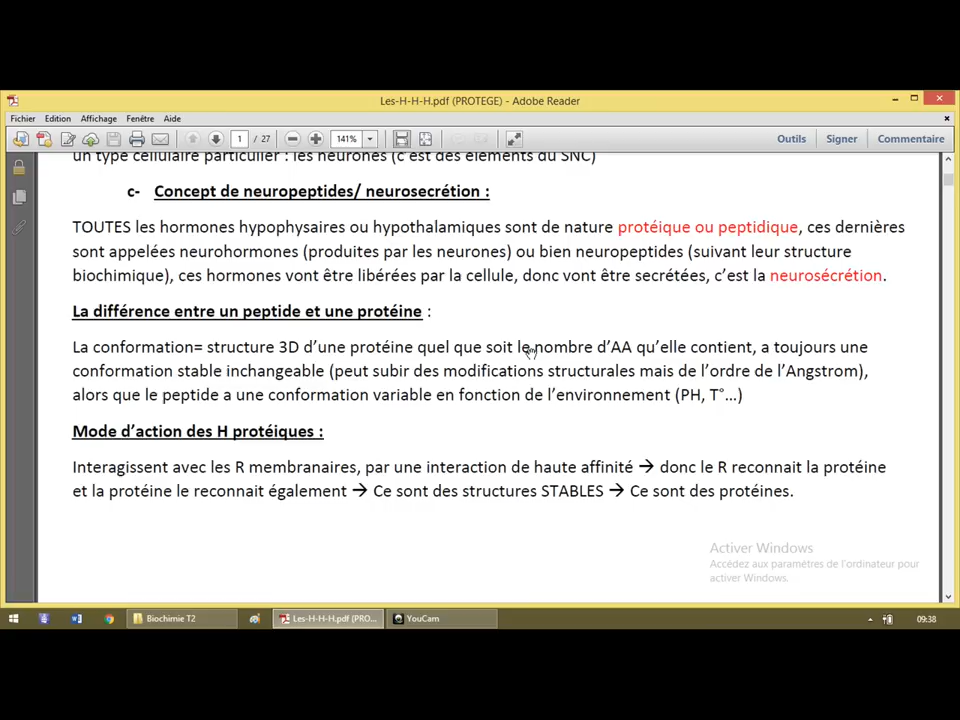 Les-H-H-H.pdf (PROTEGE) - Adobe Reader
Fichier Edition Affichage Fenêtre Aide
1 / 27 141% Outils Signer Commentaire
un type cellulaire particulier : les neurones (c'est des éléments du SNC)
c- Concept de neuropeptides/ neurosecrétion :
TOUTES les hormones hypophysaires ou hypothalamiques sont de nature protéique ou peptidique, ces dernières
sont appelées neurohormones (produites par les neurones) ou bien neuropeptides (suivant leur structure
biochimique), ces hormones vont être libérées par la cellule, donc vont être secrétées, c'est la neurosécrétion.
La différence entre un peptide et une protéine :
La conformation= structure 3D d'une protéine quel que soit le nombre d'AA qu'elle contient, a toujours une
conformation stable inchangeable (peut subir des modifications structurales mais de l'ordre de l'Angstrom),
alors que le peptide a une conformation variable en fonction de l'environnement (PH, T°…)
Mode d'action des H protéiques :
Interagissent avec les R membranaires, par une interaction de haute affinité → donc le R reconnait la protéine
et la protéine le reconnait également → Ce sont des structures STABLES → Ce sont des protéines.
Activer Windows
Accédez aux paramètres de l'ordinateur pour
activer Windows.
Biochimie T2 Les-H-H-H.pdf (PRO... YouCam 09:38